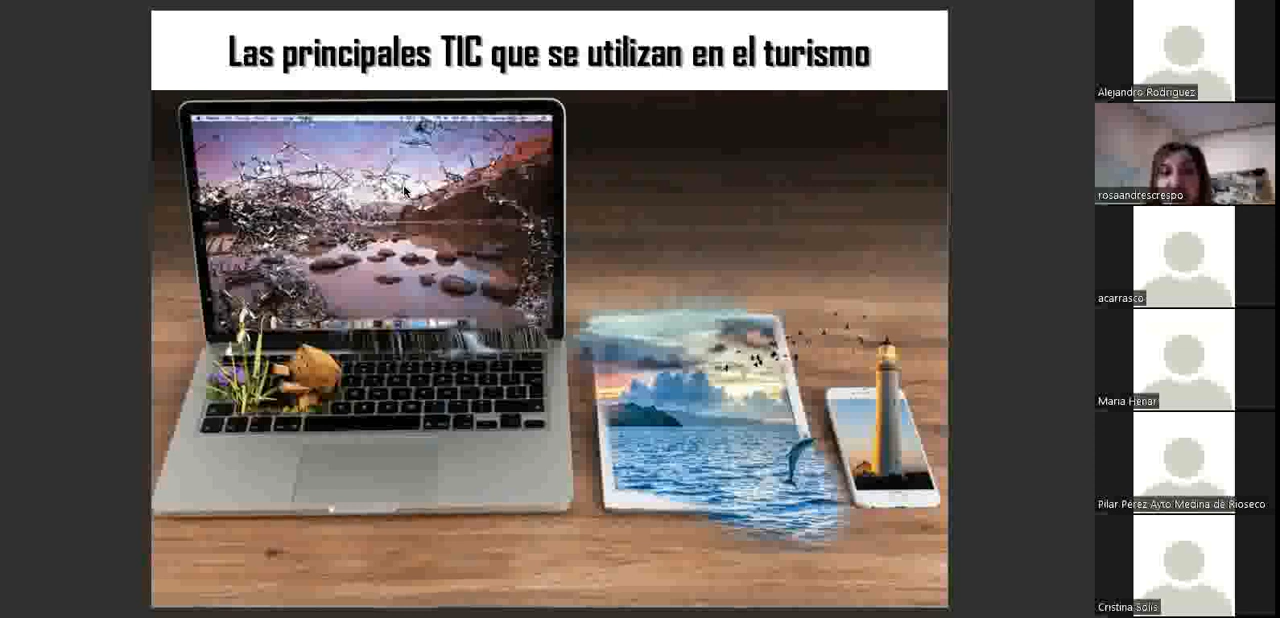 Las principales TIC que se utilizan en el turismo
Alejandro Rodriguez
rosaandrescrespo
acarrasco
Maria Henar
Pilar Pérez Ayto Medina de Rioseco
Cristina Solis